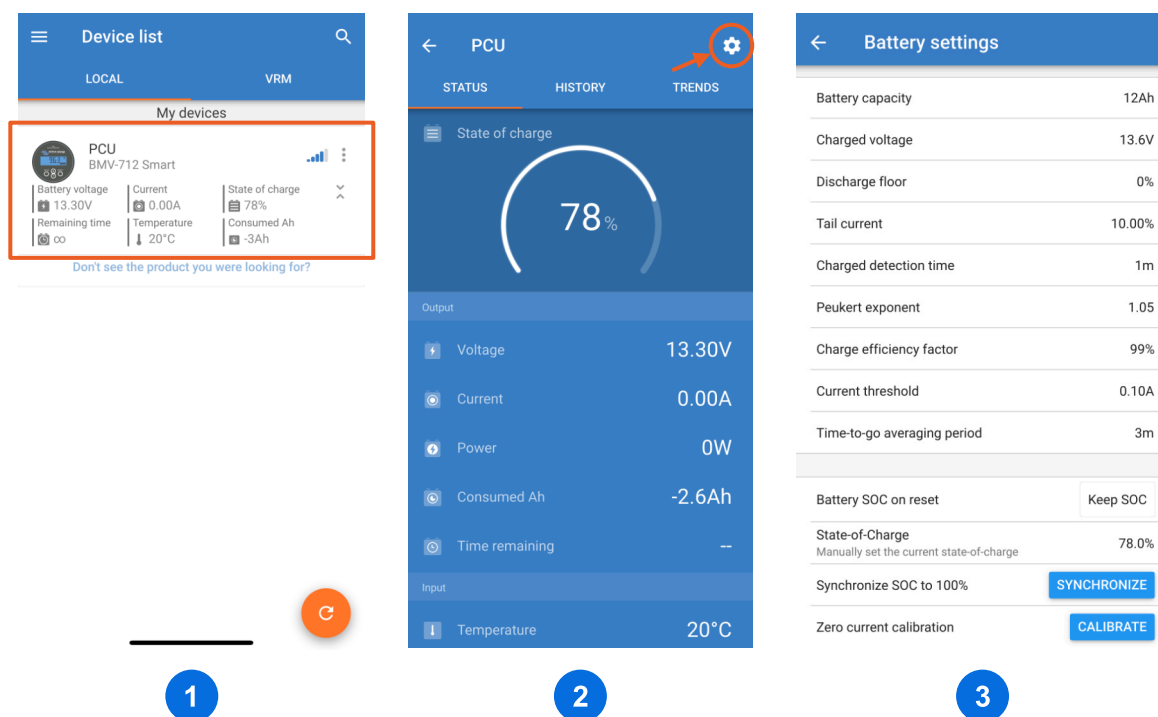 Device list
LOCAL VRM
My devices
PCU
BMV-712 Smart
Battery voltage Current State of charge
13.30V 0.00A 78%
Remaining time Temperature Consumed Ah
∞ 20°C -3Ah
Don't see the product you were looking for?
1
PCU
STATUS HISTORY TRENDS
State of charge
78%
Output
Voltage 13.30V
Current 0.00A
Power 0W
Consumed Ah -2.6Ah
Time remaining --
Input
Temperature 20°C
2
Battery settings
Battery capacity 12Ah
Charged voltage 13.6V
Discharge floor 0%
Tail current 10.00%
Charged detection time 1m
Peukert exponent 1.05
Charge efficiency factor 99%
Current threshold 0.10A
Time-to-go averaging period 3m
Battery SOC on reset Keep SOC
State-of-Charge
Manually set the current state-of-charge 78.0%
Synchronize SOC to 100% SYNCHRONIZE
Zero current calibration CALIBRATE
3